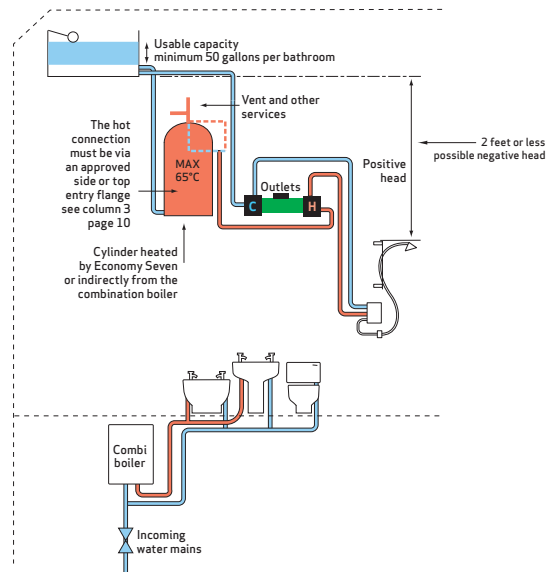 Usable capacity
minimum 50 gallons per bathroom
Vent and other
services
The hot
connection
must be via
an approved
side or top
entry flange
see column 3
page 10
MAX
65°C
2 feet or less
possible negative head
Positive
head
Outlets
C
H
Cylinder heated
by Economy Seven
or indirectly from the
combination boiler
Combi
boiler
Incoming
water mains